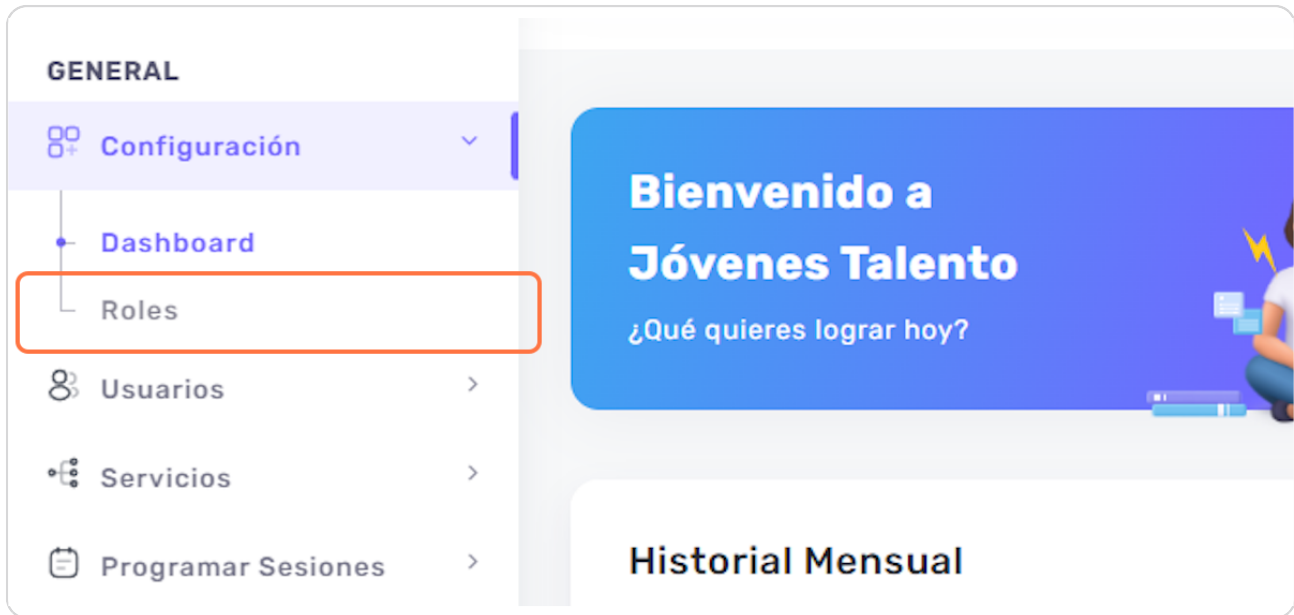 GENERAL
Configuración
Dashboard
Roles
Usuarios
Servicios
Programar Sesiones
Bienvenido a
Jóvenes Talento
¿Qué quieres lograr hoy?
Historial Mensual